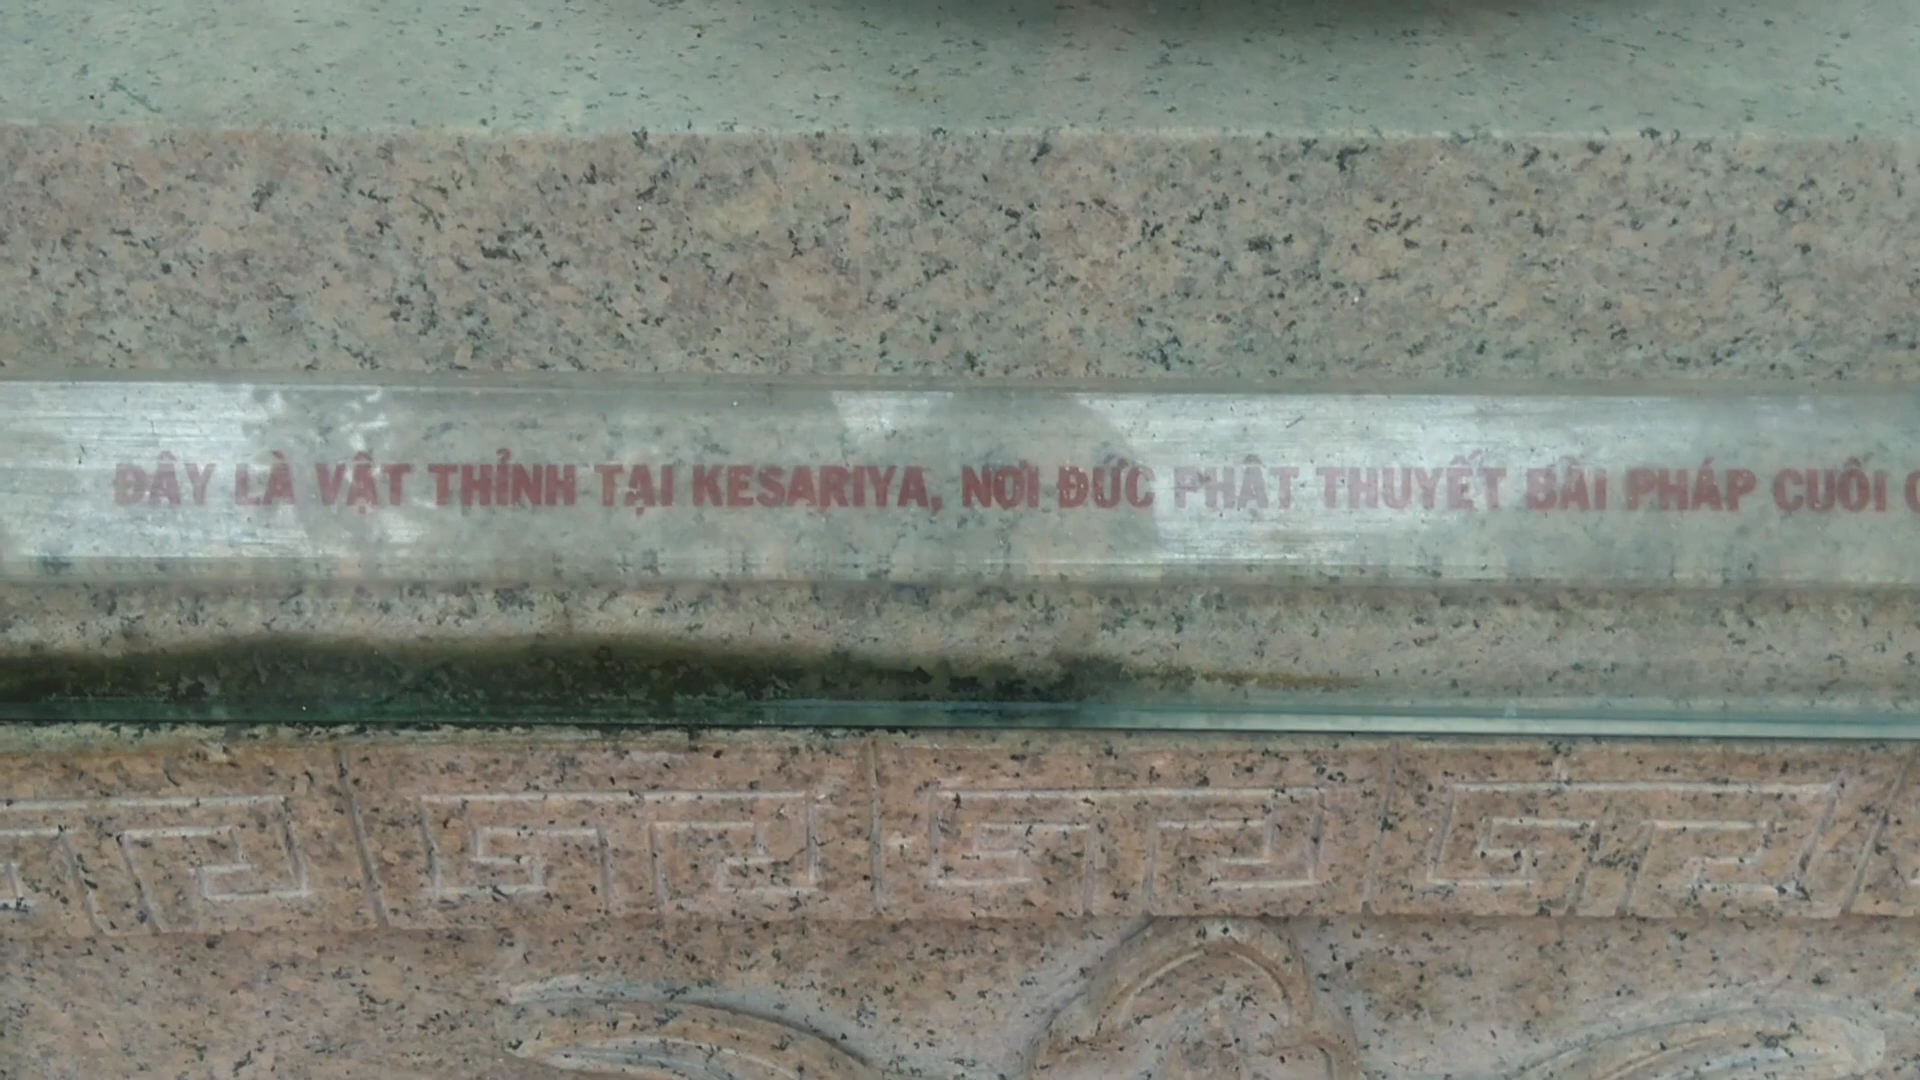 ĐÂY LÀ VẬT THỈNH TẠI KESARIYA, NƠI ĐỨC PHẬT THUYẾT BÀI PHÁP CUỐI